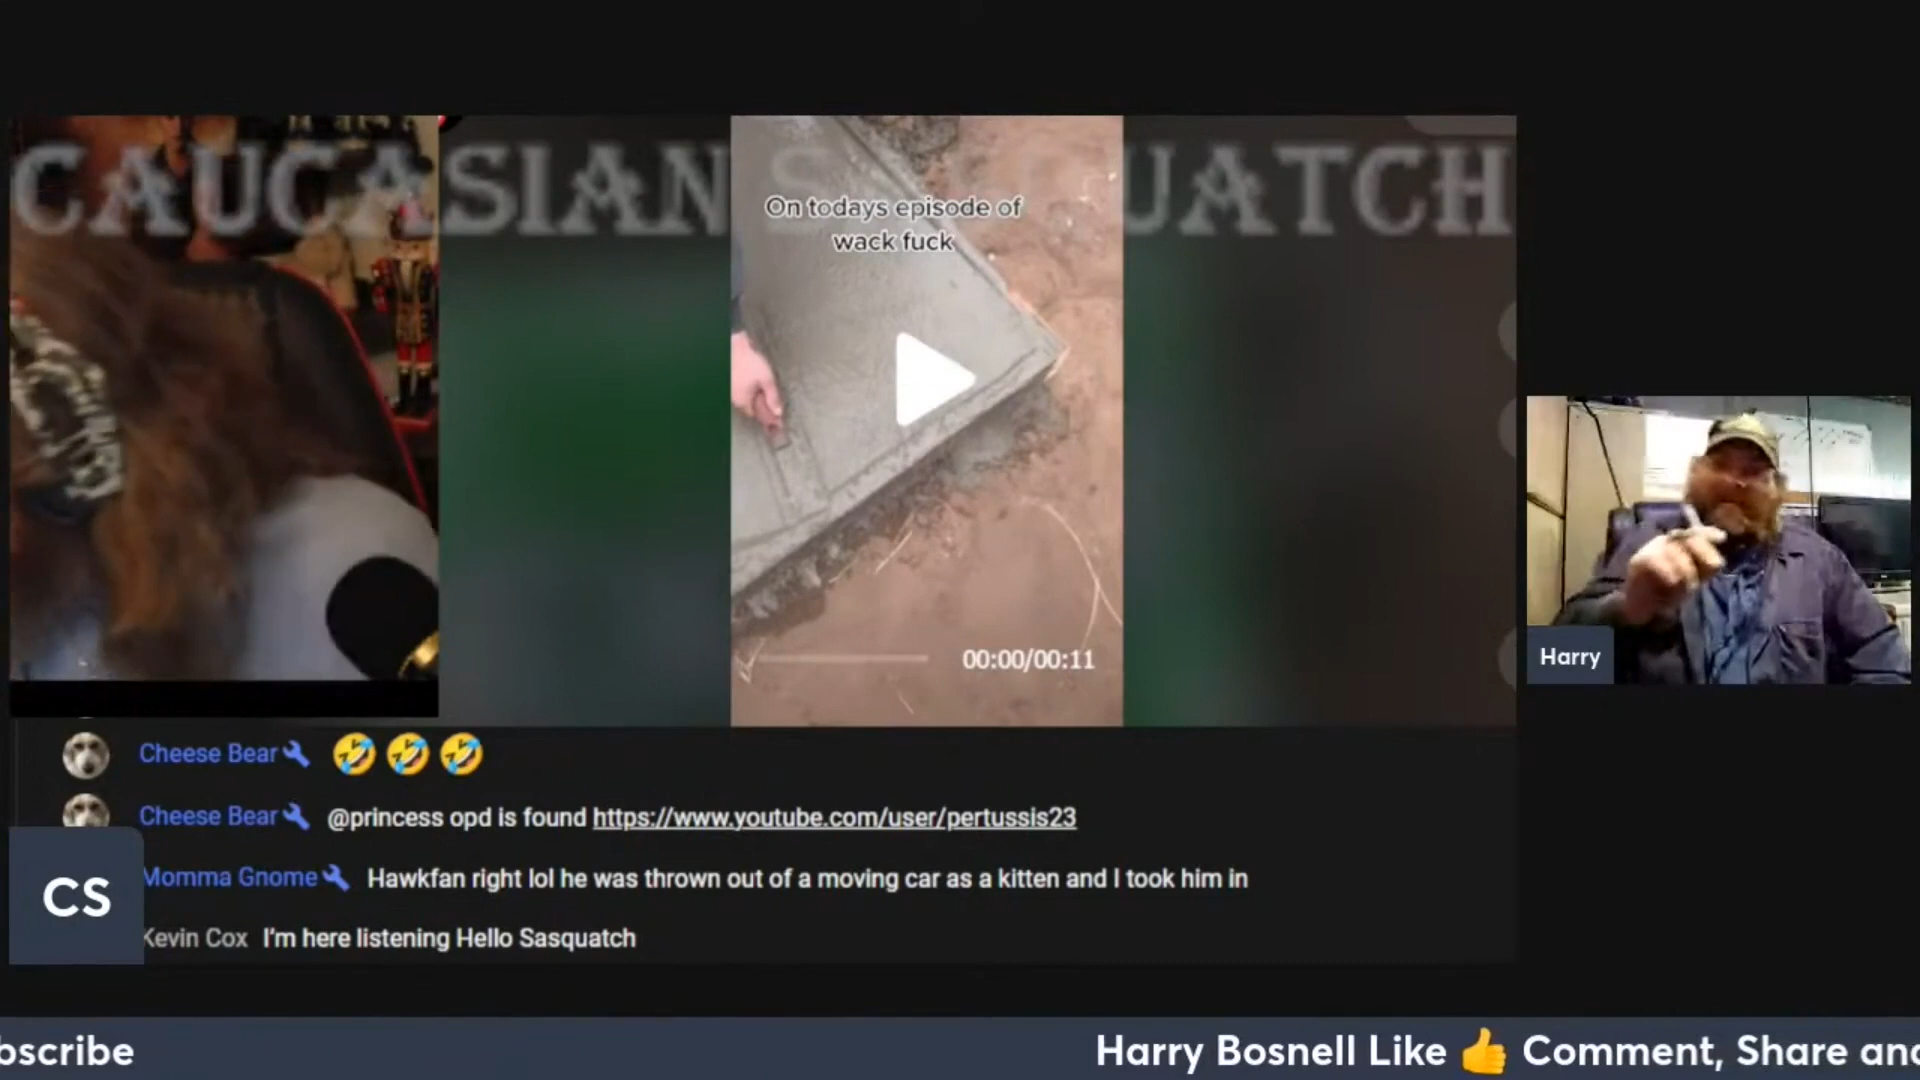 CAUCASIAN S UATCH
On todays episode of
wack fuck
00:00/00:11
Harry
Cheese Bear 🤣 🤣 🤣
Cheese Bear @princess opd is found https://www.youtube.com/user/pertussis23
Momma Gnome Hawkfan right lol he was thrown out of a moving car as a kitten and I took him in
CS
Kevin Cox I'm here listening Hello Sasquatch
bscribe
Harry Bosnell Like 👍 Comment, Share and